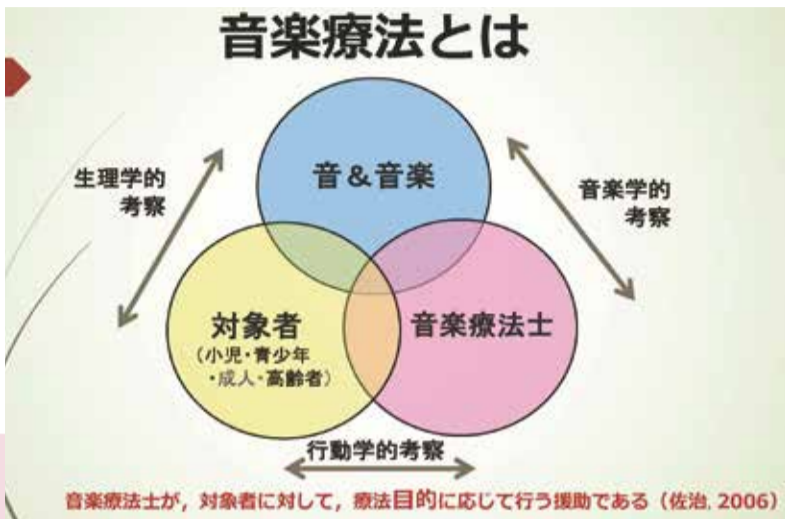 音楽療法とは
生理学的
考察
音＆音楽
音楽学的
考察
対象者
（小児・青少年
・成人・高齢者）
音楽療法士
行動学的考察
音楽療法士が，対象者に対して，療法目的に応じて行う援助である（佐治, 2006）